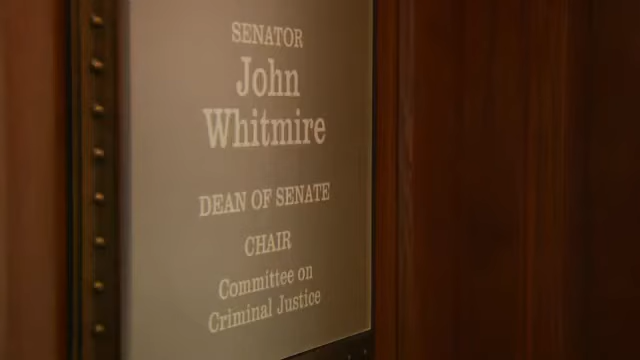 SENATOR
John
Whitmire
DEAN OF SENATE
CHAIR
Committee on
Criminal Justice